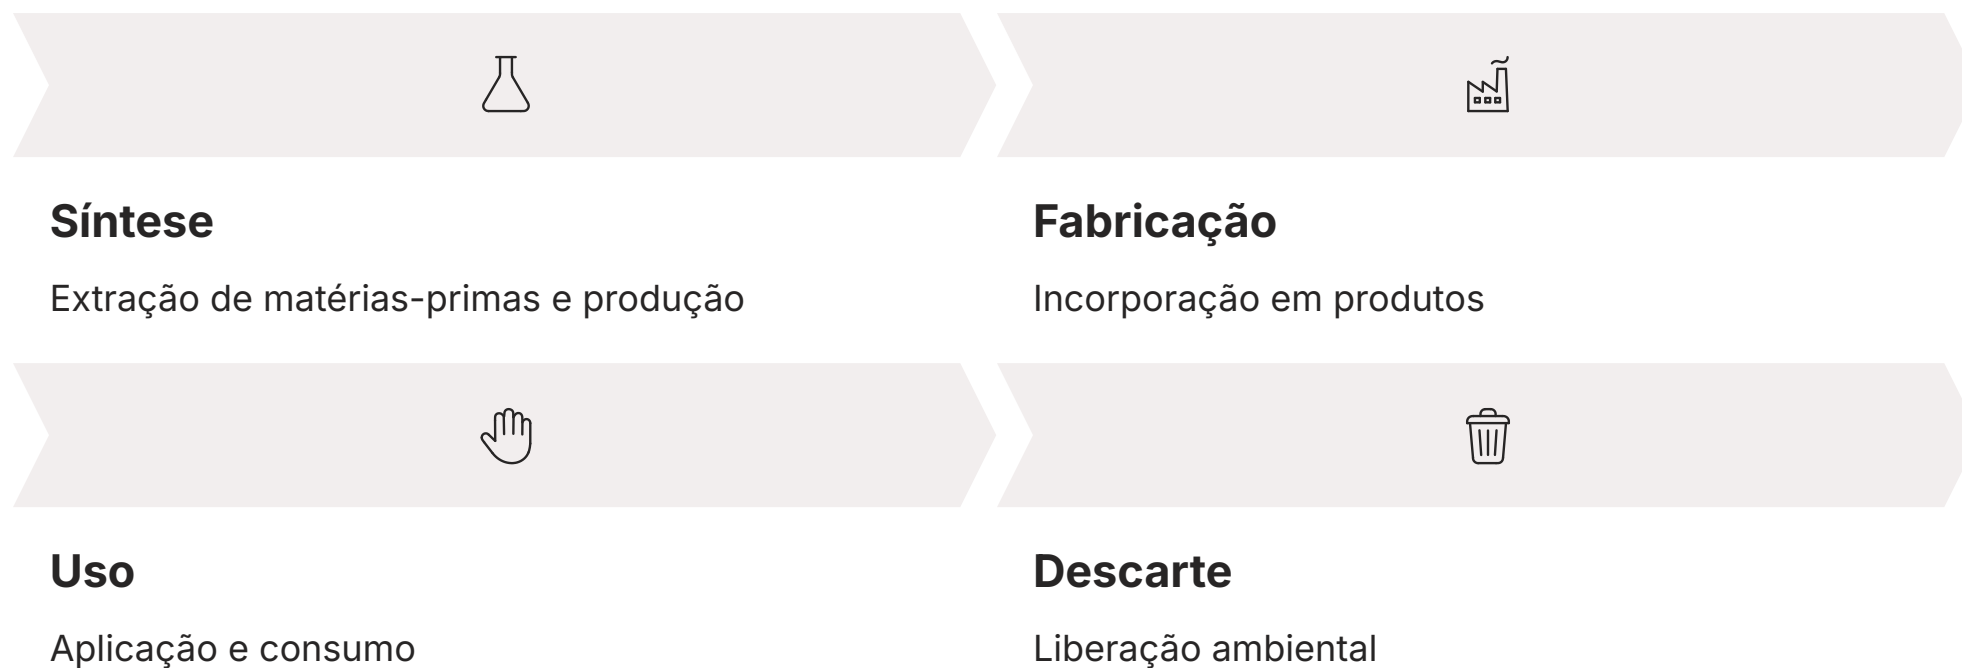 Síntese
Extração de matérias-primas e produção
Fabricação
Incorporação em produtos
Uso
Aplicação e consumo
Descarte
Liberação ambiental